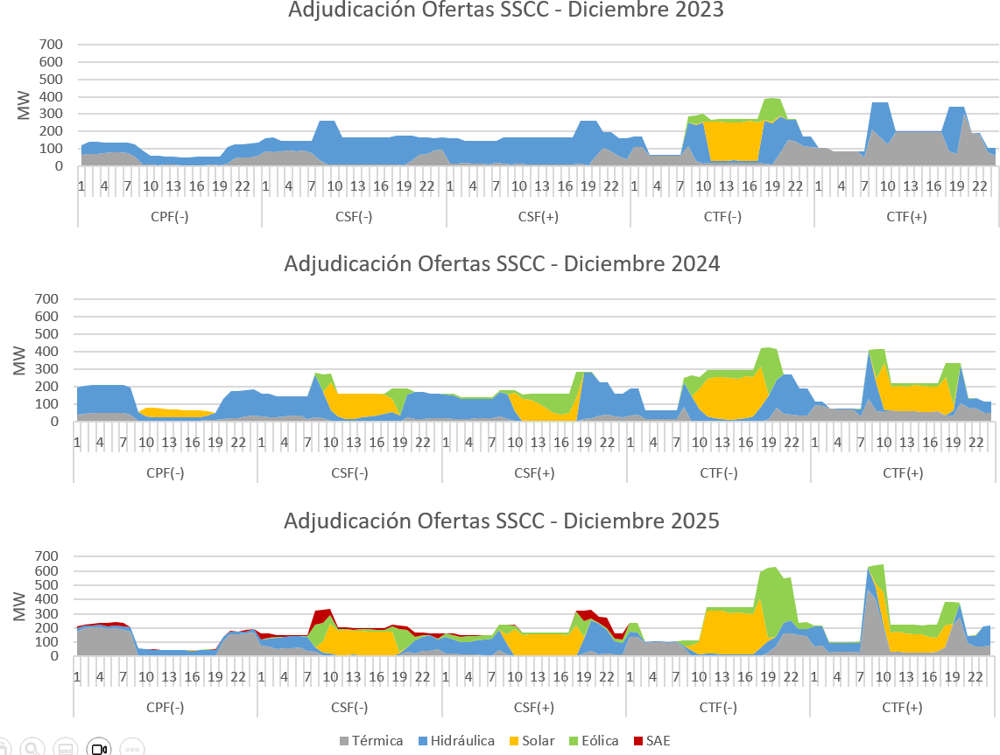 Adjudicación Ofertas SSCC - Diciembre 2023
700
600
500
400
300
200
100
0
MW
1 4 7 10 13 16 19 22 1 4 7 10 13 16 19 22 1 4 7 10 13 16 19 22 1 4 7 10 13 16 19 22 1 4 7 10 13 16 19 22
CPF(-) CSF(-) CSF(+) CTF(-) CTF(+)
Adjudicación Ofertas SSCC - Diciembre 2024
700
600
500
400
300
200
100
0
MW
1 4 7 10 13 16 19 22 1 4 7 10 13 16 19 22 1 4 7 10 13 16 19 22 1 4 7 10 13 16 19 22 1 4 7 10 13 16 19 22
CPF(-) CSF(-) CSF(+) CTF(-) CTF(+)
Adjudicación Ofertas SSCC - Diciembre 2025
700
600
500
400
300
200
100
0
MW
1 4 7 10 13 16 19 22 1 4 7 10 13 16 19 22 1 4 7 10 13 16 19 22 1 4 7 10 13 16 19 22 1 4 7 10 13 16 19 22
CPF(-) CSF(-) CSF(+) CTF(-) CTF(+)
Térmica Hidráulica Solar Eólica SAE